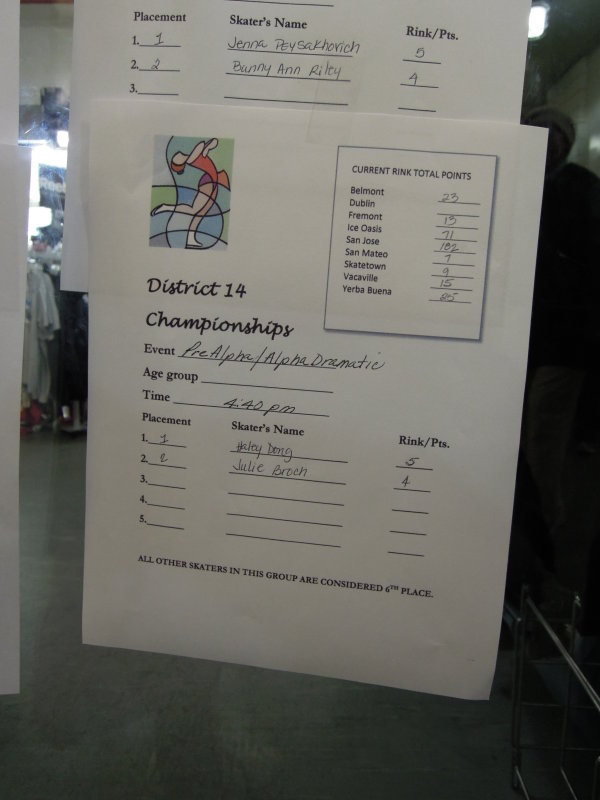 Placement Skater's Name Rink/Pts.
1. 1 Jenna Peysakhovich 5
2. 2 Bunny Ann Riley 4
3.
CURRENT RINK TOTAL POINTS
Belmont 23
Dublin
Fremont 13
Ice Oasis 71
San Jose 182
San Mateo 7
Skatetown 9
Vacaville 15
Yerba Buena 85
District 14
Championships
Event PreAlpha/Alpha Dramatic
Age group
Time 4:40 pm
Placement Skater's Name Rink/Pts.
1. 1 Haley Dong 5
2. 2 Julie Broch 4
3.
4.
5.
ALL OTHER SKATERS IN THIS GROUP ARE CONSIDERED 6TH PLACE.